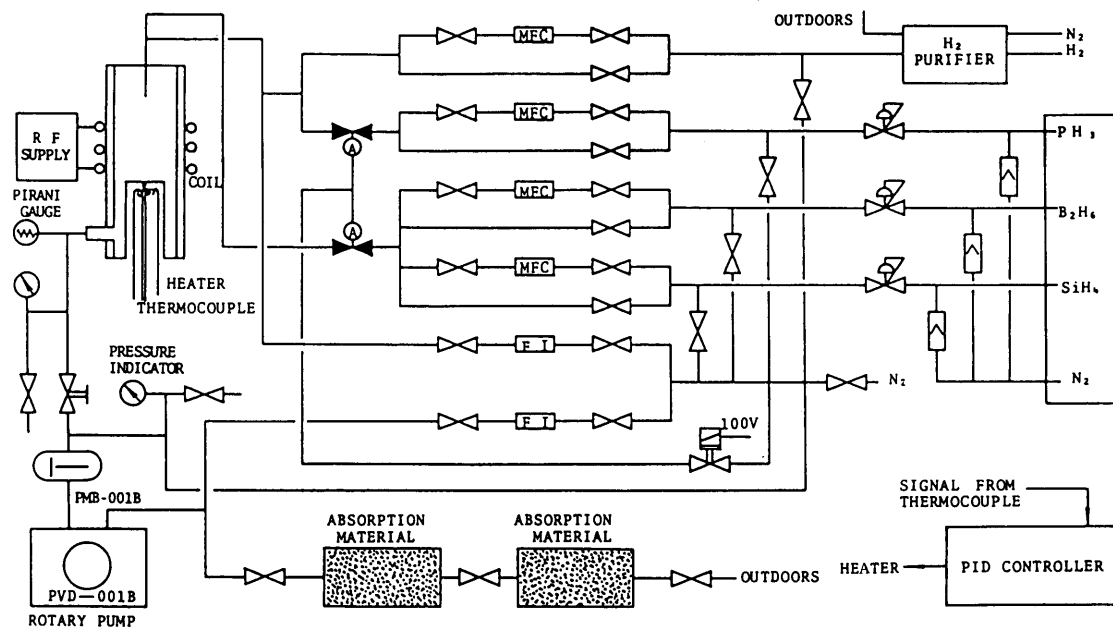 OUTDOORS
N₂
H₂
H₂
PURIFIER
MFC
MFC
PH₃
R F
SUPPLY
A
COIL
PIRANI
GAUGE
MFC
B₂H₆
A
MFC
SiH₄
HEATER
THERMOCOUPLE
PRESSURE
INDICATOR
F I
N₂
N₂
F I
100V
PMB-001B
SIGNAL FROM
THERMOCOUPLE
ABSORPTION
MATERIAL
ABSORPTION
MATERIAL
OUTDOORS
HEATER
PID CONTROLLER
PVD-001B
ROTARY PUMP